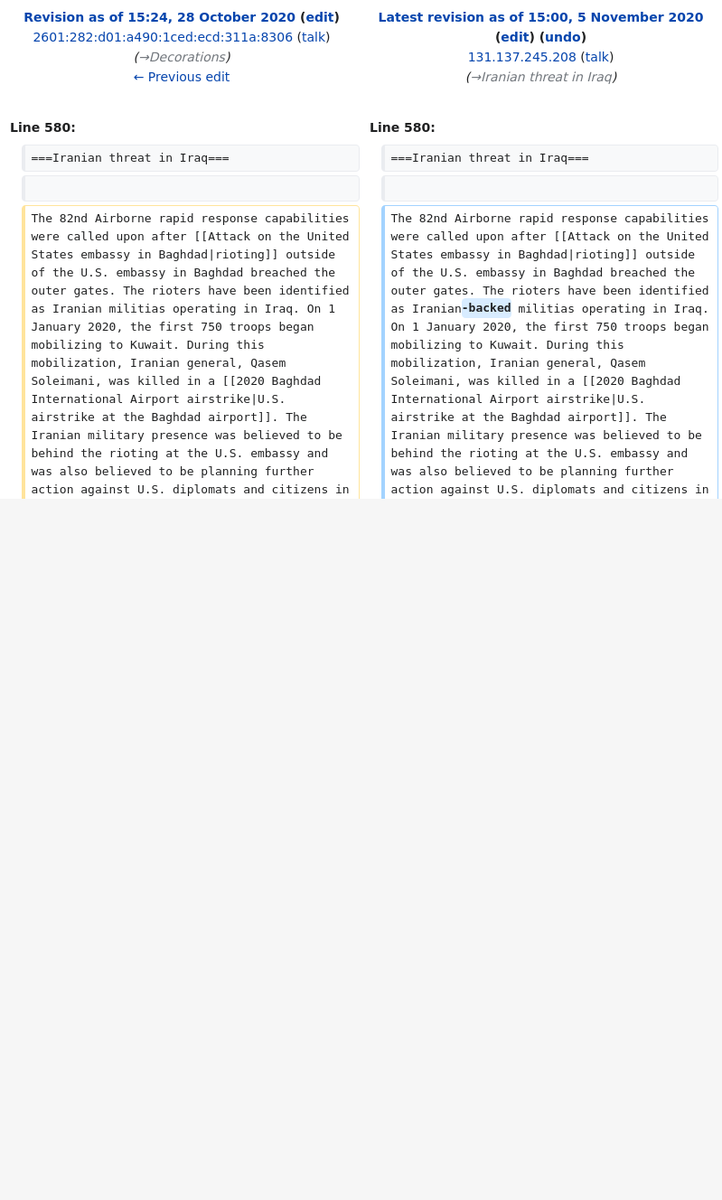 Revision as of 15:24, 28 October 2020 (edit)
2601:282:d01:a490:1ced:ecd:311a:8306 (talk)
(→Decorations)
← Previous edit
Latest revision as of 15:00, 5 November 2020
(edit) (undo)
131.137.245.208 (talk)
(→Iranian threat in Iraq)
Line 580:
Line 580:
===Iranian threat in Iraq===
===Iranian threat in Iraq===
The 82nd Airborne rapid response capabilities
were called upon after [[Attack on the United
States embassy in Baghdad|rioting]] outside
of the U.S. embassy in Baghdad breached the
outer gates. The rioters have been identified
as Iranian militias operating in Iraq. On 1
January 2020, the first 750 troops began
mobilizing to Kuwait. During this
mobilization, Iranian general, Qasem
Soleimani, was killed in a [[2020 Baghdad
International Airport airstrike|U.S.
airstrike at the Baghdad airport]]. The
Iranian military presence was believed to be
behind the rioting at the U.S. embassy and
was also believed to be planning further
action against U.S. diplomats and citizens in
The 82nd Airborne rapid response capabilities
were called upon after [[Attack on the United
States embassy in Baghdad|rioting]] outside
of the U.S. embassy in Baghdad breached the
outer gates. The rioters have been identified
as Iranian-backed militias operating in Iraq.
On 1 January 2020, the first 750 troops began
mobilizing to Kuwait. During this
mobilization, Iranian general, Qasem
Soleimani, was killed in a [[2020 Baghdad
International Airport airstrike|U.S.
airstrike at the Baghdad airport]]. The
Iranian military presence was believed to be
behind the rioting at the U.S. embassy and
was also believed to be planning further
action against U.S. diplomats and citizens in